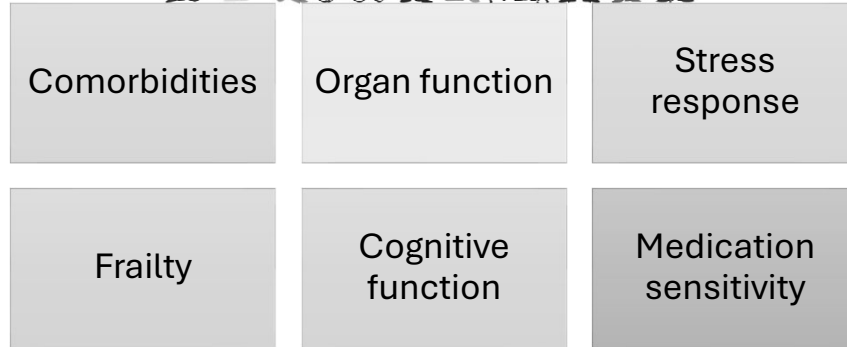 Comorbidities
Organ function
Stress
response
Frailty
Cognitive
function
Medication
sensitivity